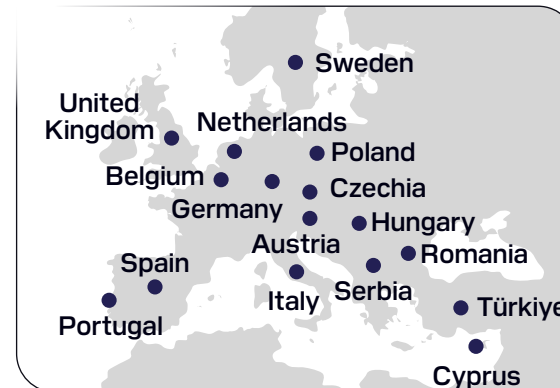 Sweden
United
Kingdom
Netherlands
Poland
Belgium
Czechia
Germany
Hungary
Austria
Romania
Spain
Serbia
Italy
Türkiye
Portugal
Cyprus